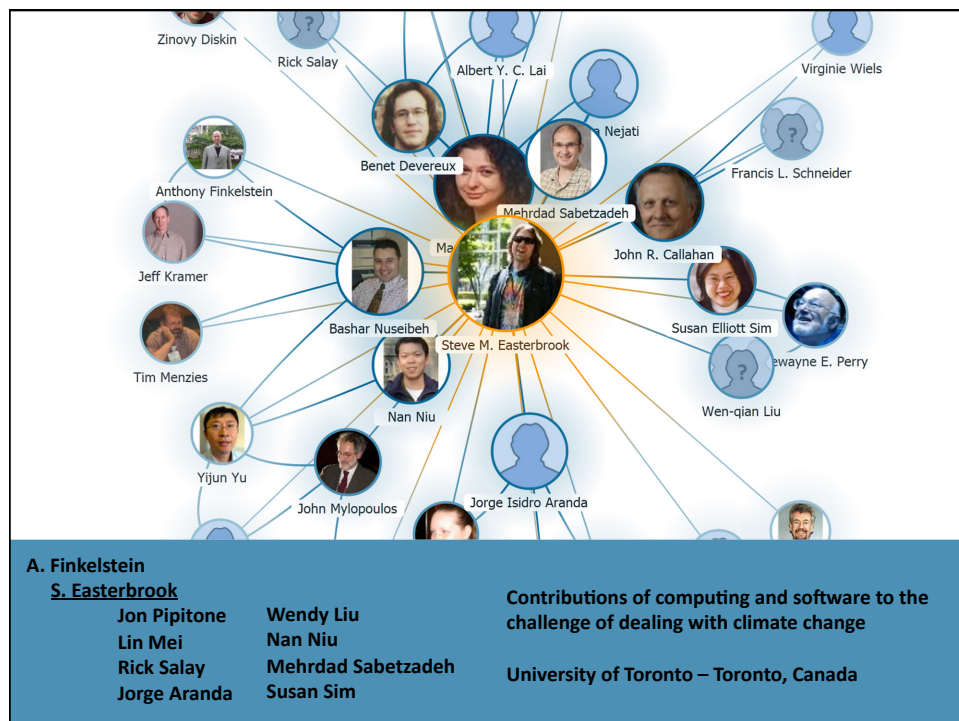 Zinovy Diskin
Rick Salay
Albert Y. C. Lai
Virginie Wiels
a Nejati
Benet Devereux
Francis L. Schneider
Anthony Finkelstein
Mehrdad Sabetzadeh
Ma
John R. Callahan
Jeff Kramer
Bashar Nuseibeh
Susan Elliott Sim
Steve M. Easterbrook
ewayne E. Perry
Tim Menzies
Wen-qian Liu
Nan Niu
Yijun Yu
Jorge Isidro Aranda
John Mylopoulos
A. Finkelstein
S. Easterbrook
Jon Pipitone
Lin Mei
Rick Salay
Jorge Aranda
Wendy Liu
Nan Niu
Mehrdad Sabetzadeh
Susan Sim
Contributions of computing and software to the
challenge of dealing with climate change
University of Toronto – Toronto, Canada